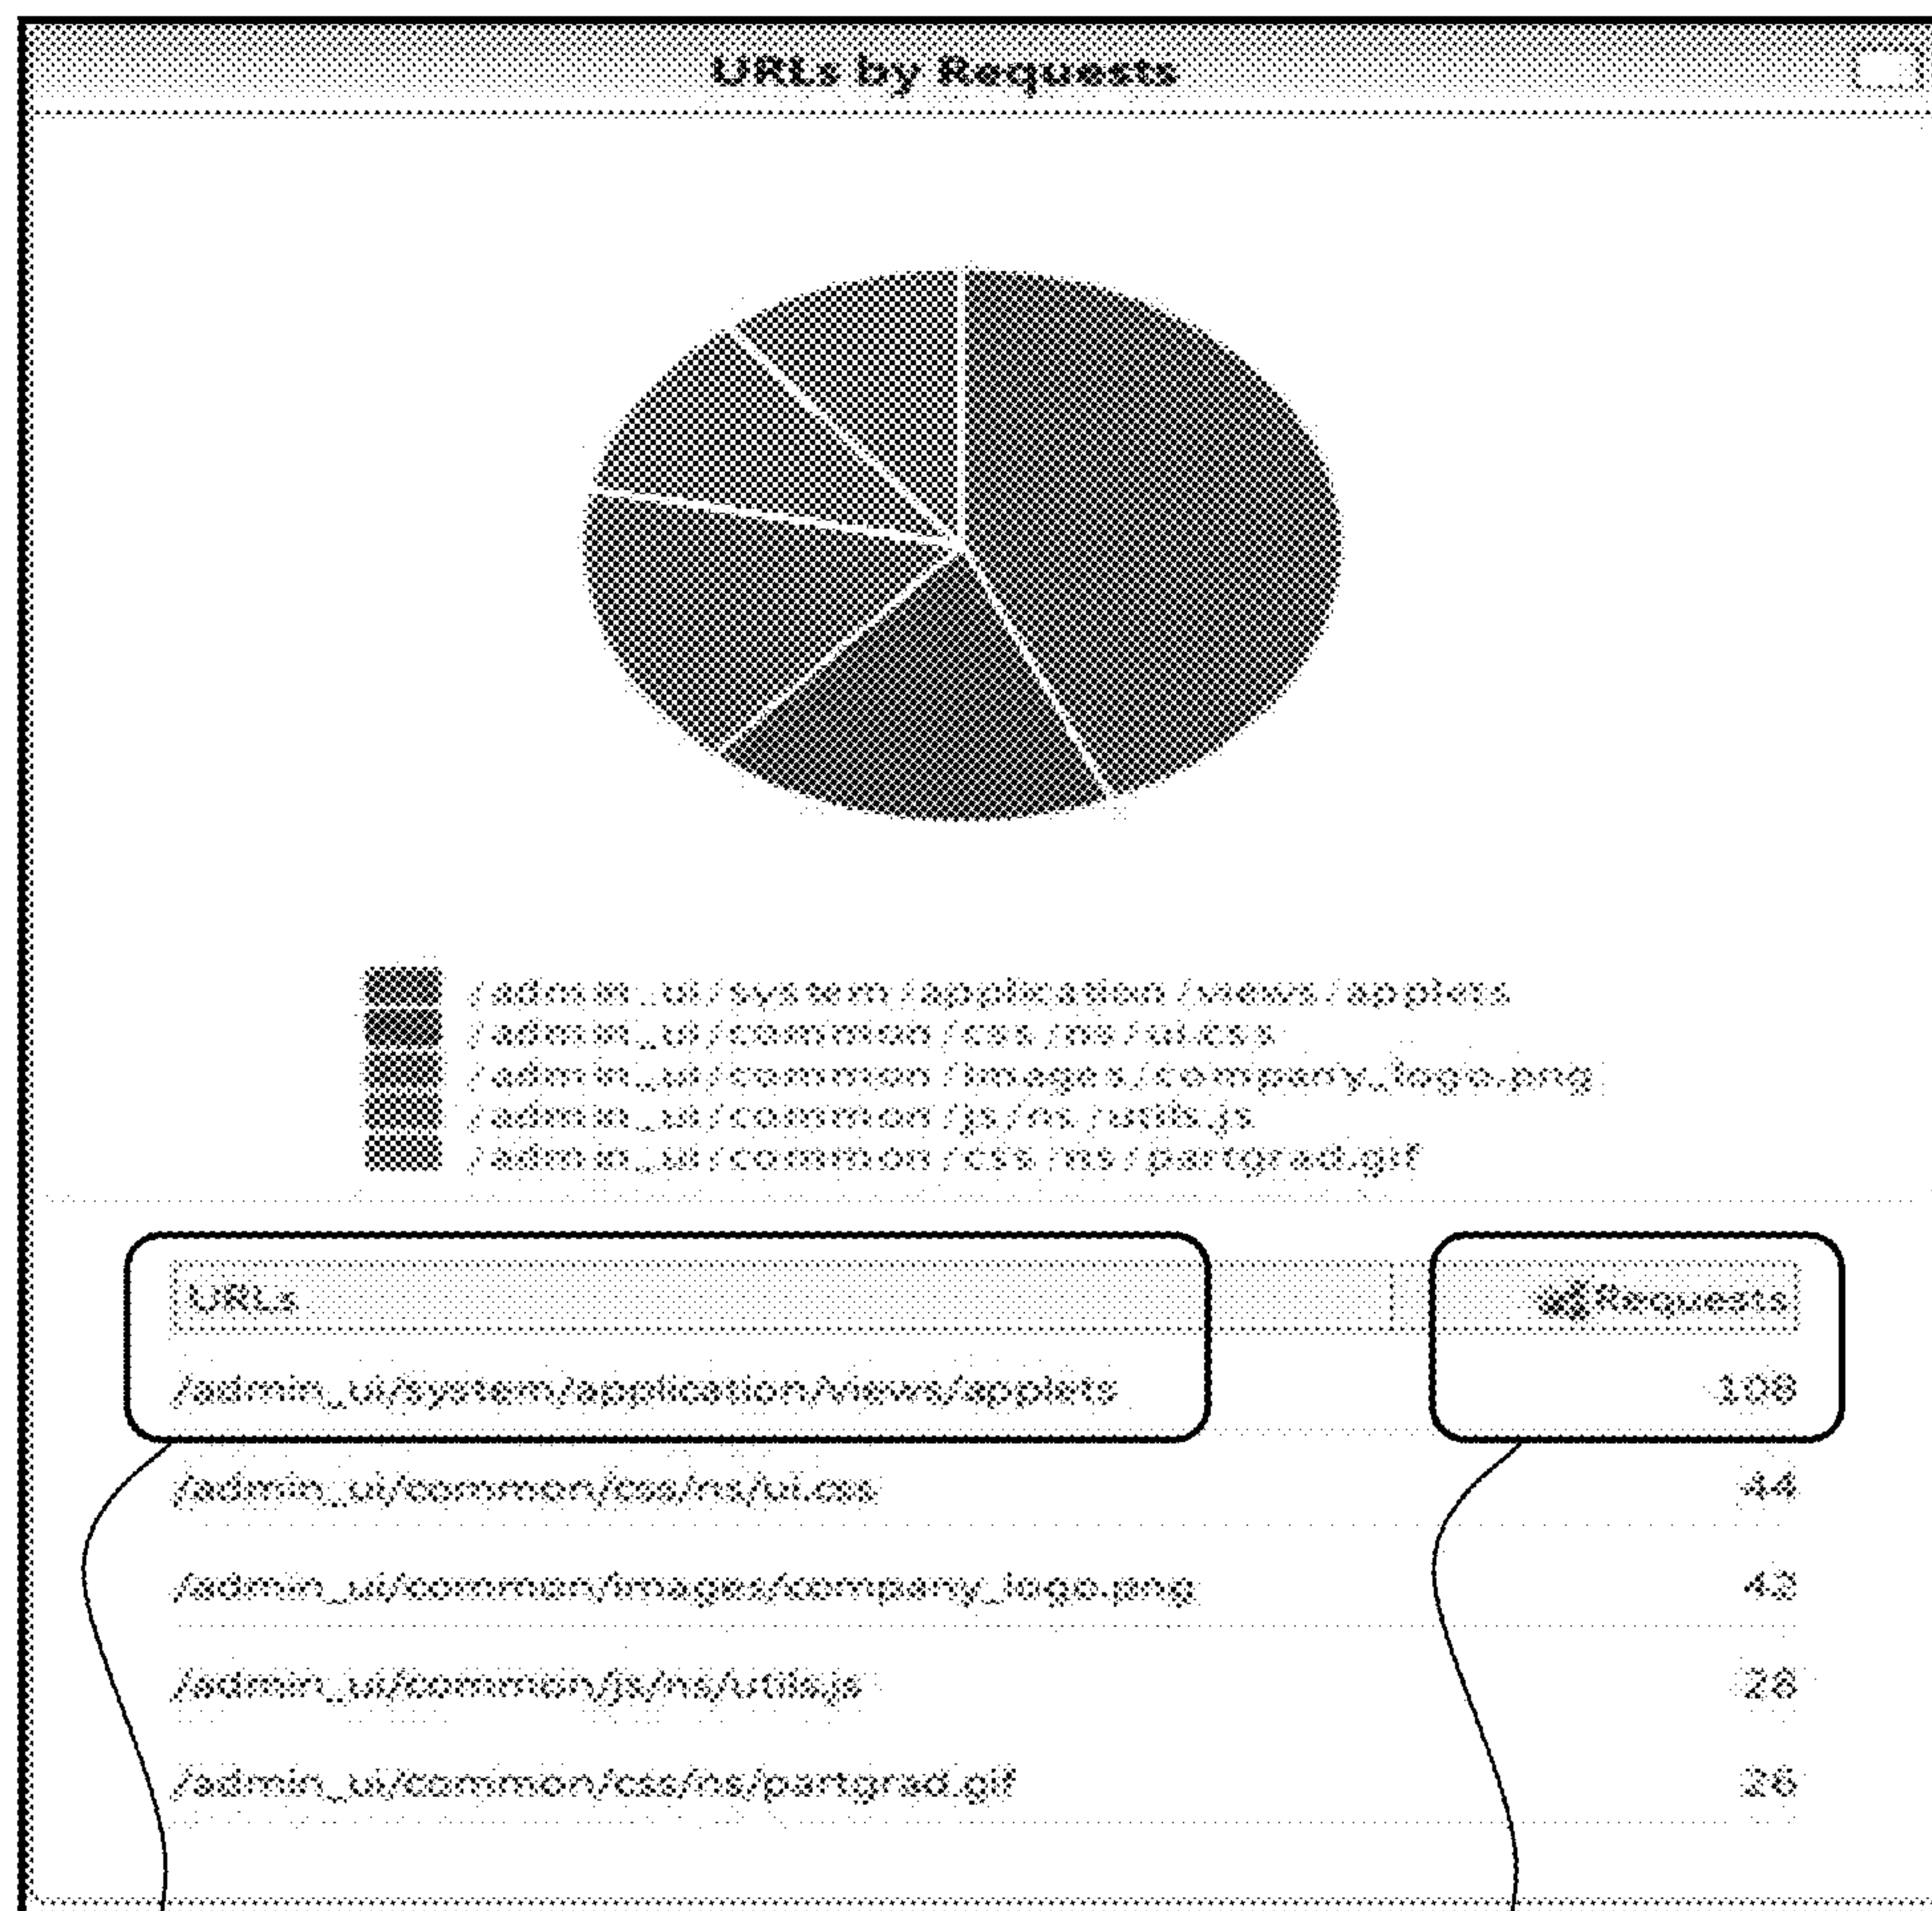 URLs by Requests
/admin_ui/system/application/views/applets
/admin_ui/common/css/ns/ui.css
/admin_ui/common/images/company_logo.png
/admin_ui/common/js/ns/utils.js
/admin_ui/common/css/ns/partgrad.gif
URLs Requests
/admin_ui/system/application/views/applets 108
/admin_ui/common/css/ns/ui.css 44
/admin_ui/common/images/company_logo.png 42
/admin_ui/common/js/ns/utils.js 28
/admin_ui/common/css/ns/partgrad.gif 26